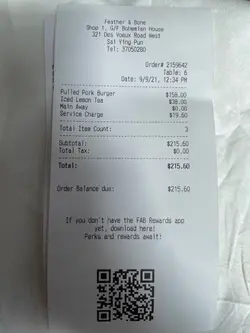 Feather & Bone
Shop 1, G/F Bohemian House
321 Des Voeux Road West
Sai Ying Pun
Tel: 37050280
Order# 2159642
Table: 6
Date: 9/9/21, 12:34 PM
Pulled Pork Burger $158.00
Iced Lemon Tea $38.00
Main Away $0.00
Service Charge $19.60
Total Item Count: 3
Subtotal: $215.60
Total Tax: $0.00
Total: $215.60
Order Balance due: $215.60
If you don't have the FAB Rewards app
yet, download here!
Perks and rewards await!